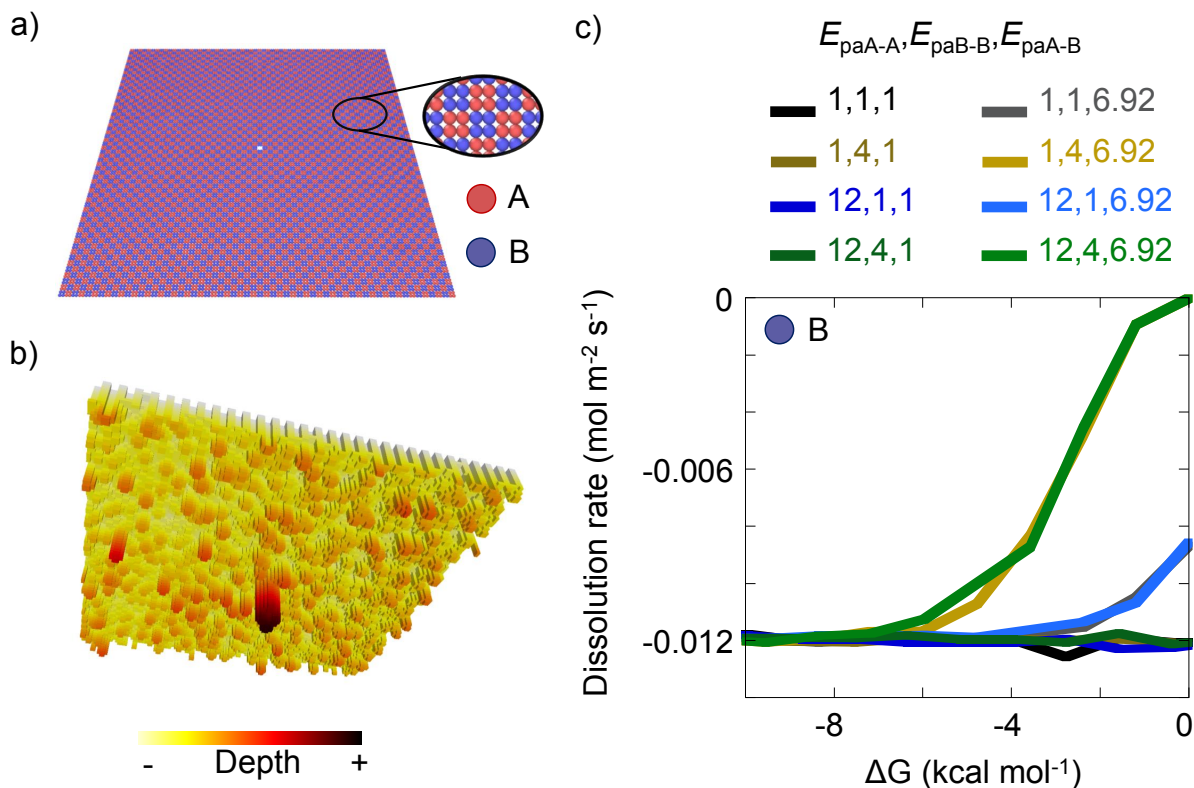 a)
A
B
b)
- Depth +
c)
EpaA-A,EpaB-B,EpaA-B
1,1,1
1,1,6.92
1,4,1
1,4,6.92
12,1,1
12,1,6.92
12,4,1
12,4,6.92
B
Dissolution rate (mol m-2 s-1)
0
-0.006
-0.012
-8
-4
0
ΔG (kcal mol-1)